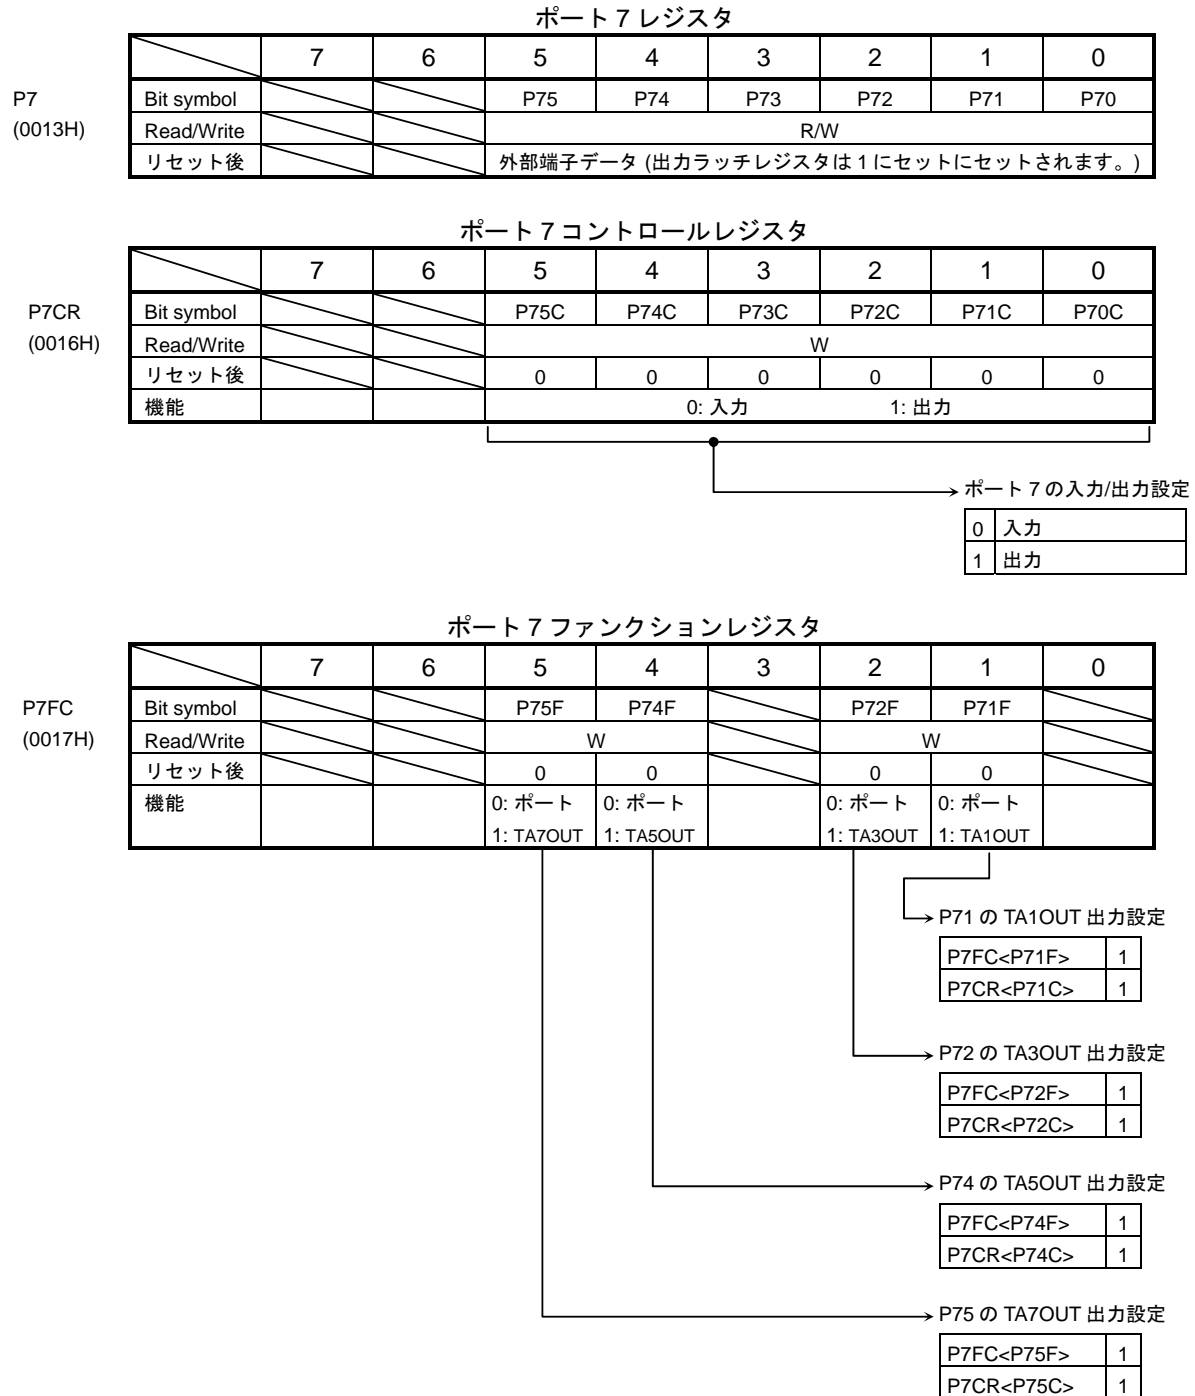 ポート 7 レジスタ
7 6 5 4 3 2 1 0
P7
(0013H)
Bit symbol P75 P74 P73 P72 P71 P70
Read/Write R/W
リセット後 外部端子データ (出力ラッチレジスタは 1 にセットにセットされます。)
ポート 7 コントロールレジスタ
7 6 5 4 3 2 1 0
P7CR
(0016H)
Bit symbol P75C P74C P73C P72C P71C P70C
Read/Write W
リセット後 0 0 0 0 0 0
機能 0: 入力 1: 出力
ポート 7 の入力/出力設定
0 入力
1 出力
ポート 7 ファンクションレジスタ
7 6 5 4 3 2 1 0
P7FC
(0017H)
Bit symbol P75F P74F P72F P71F
Read/Write W W
リセット後 0 0 0 0
機能 0: ポート 0: ポート 0: ポート 0: ポート
1: TA7OUT 1: TA5OUT 1: TA3OUT 1: TA1OUT
P71 の TA1OUT 出力設定
P7FC<P71F> 1
P7CR<P71C> 1
P72 の TA3OUT 出力設定
P7FC<P72F> 1
P7CR<P72C> 1
P74 の TA5OUT 出力設定
P7FC<P74F> 1
P7CR<P74C> 1
P75 の TA7OUT 出力設定
P7FC<P75F> 1
P7CR<P75C> 1